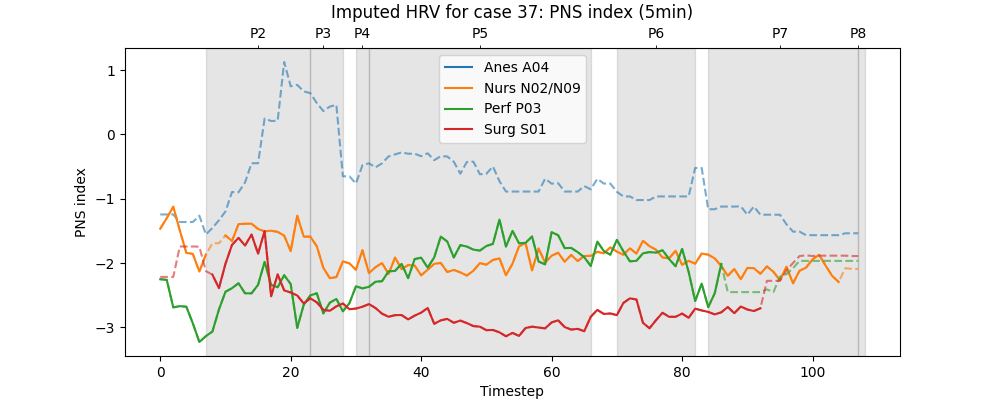 Imputed HRV for case 37: PNS index (5min)
P2 P3 P4 P5 P6 P7 P8
Anes A04
Nurs N02/N09
Perf P03
Surg S01
PNS index
1
0
−1
−2
−3
0 20 40 60 80 100
Timestep